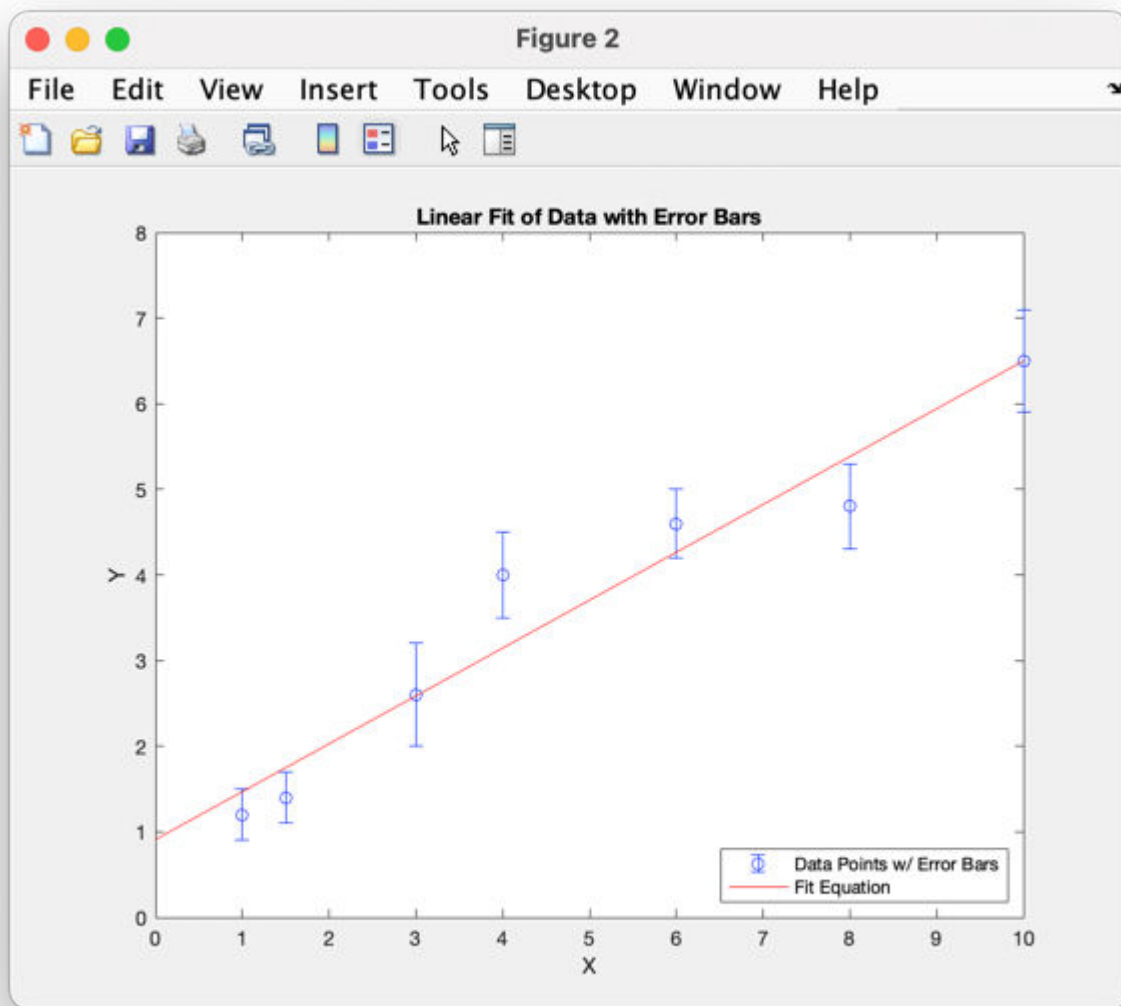 Figure 2
File Edit View Insert Tools Desktop Window Help
Linear Fit of Data with Error Bars
8
7
6
5
Y
4
3
2
1
0
Data Points w/ Error Bars
Fit Equation
0 1 2 3 4 5 6 7 8 9 10
X